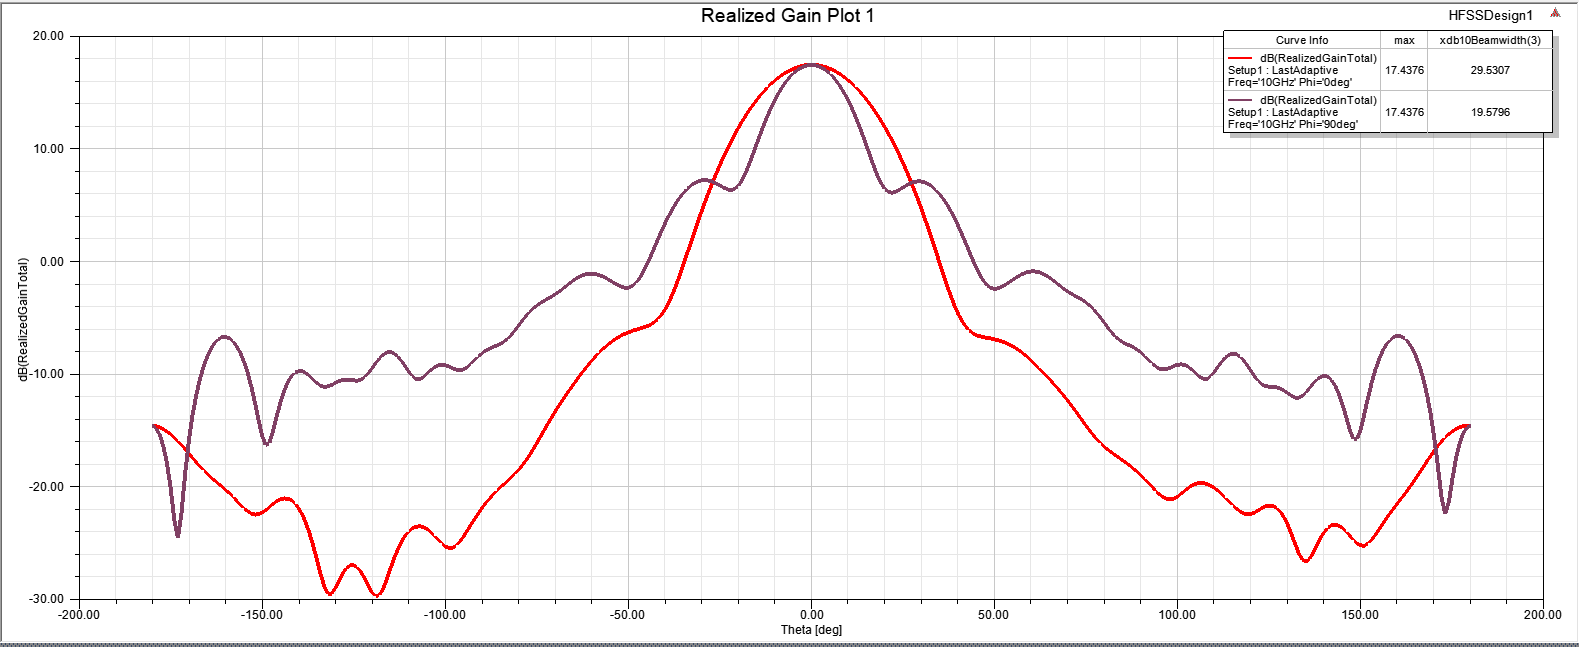 Realized Gain Plot 1
HFSSDesign1
Curve Info max xdb10Beamwidth(3)
dB(RealizedGainTotal)
Setup1 : LastAdaptive
Freq='10GHz' Phi='0deg'
17.4376 29.5307
dB(RealizedGainTotal)
Setup1 : LastAdaptive
Freq='10GHz' Phi='90deg'
17.4376 19.5796
20.00
10.00
0.00
-10.00
-20.00
-30.00
dB(RealizedGainTotal)
-200.00 -150.00 -100.00 -50.00 0.00 50.00 100.00 150.00 200.00
Theta [deg]